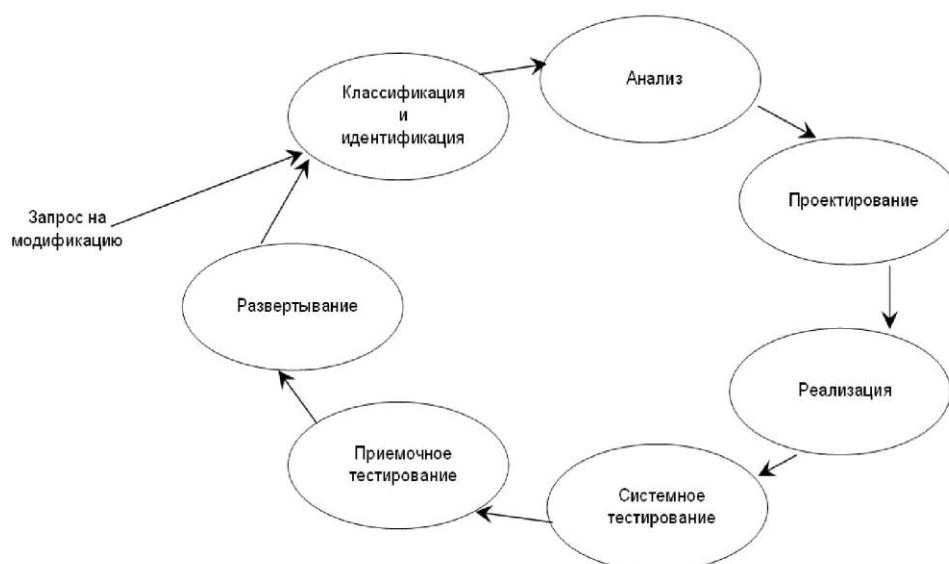 Классификация
и
идентификация
Анализ
Проектирование
Запрос на
модификацию
Развертывание
Реализация
Приемочное
тестирование
Системное
тестирование